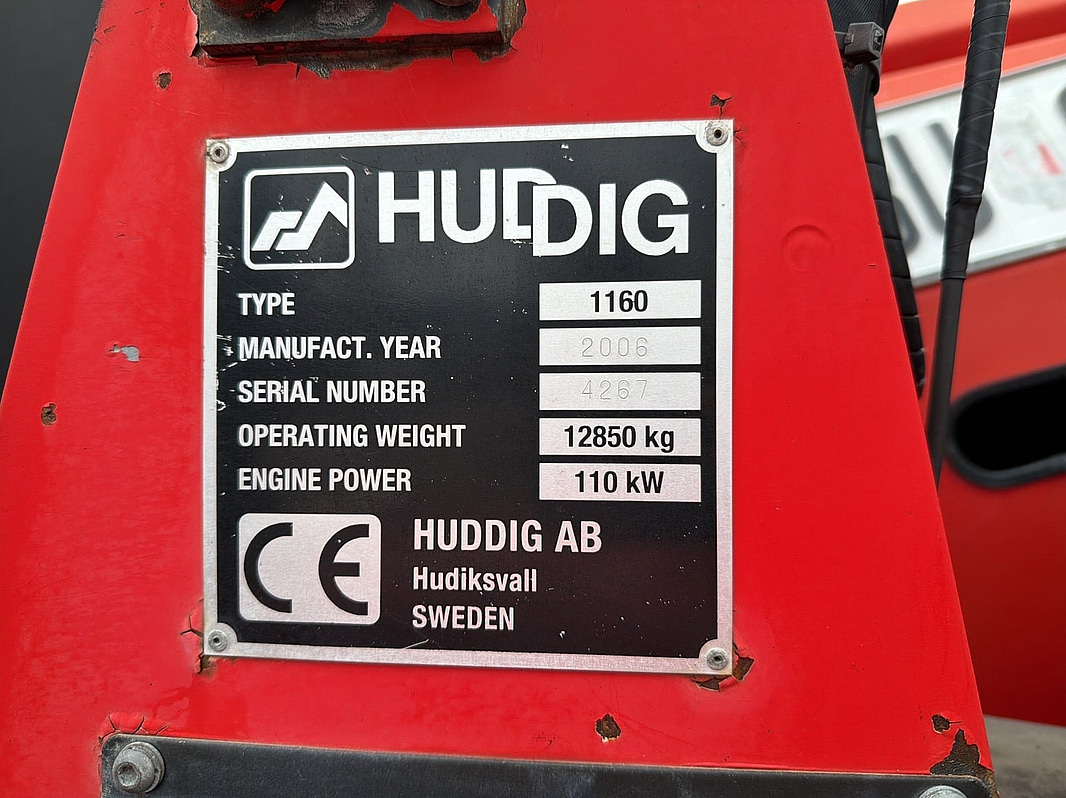 HUDDIG
TYPE 1160
MANUFACT. YEAR 2006
SERIAL NUMBER 4267
OPERATING WEIGHT 12850 kg
ENGINE POWER 110 kW
CE
HUDDIG AB
Hudiksvall
SWEDEN